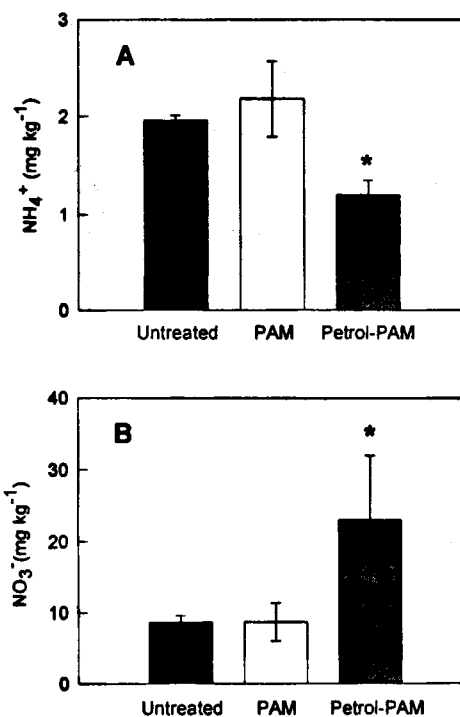 3
A
2
*
1
NH₄⁺ (mg kg⁻¹)
0
Untreated PAM Petrol-PAM
40
B
*
30
20
NO₃⁻(mg kg⁻¹)
10
0
Untreated PAM Petrol-PAM